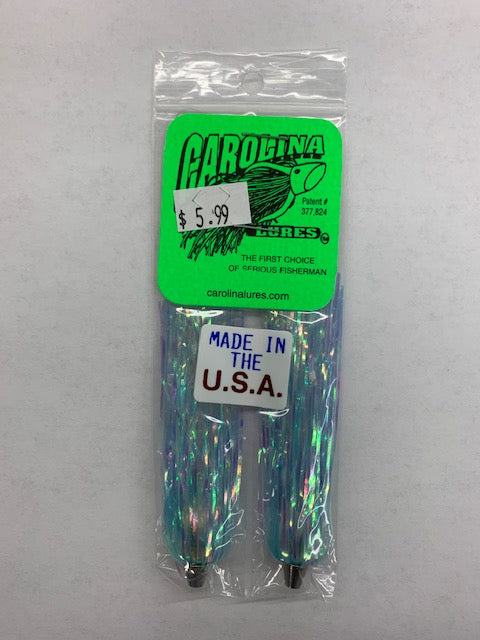 CAROLINA
Patent #
377,824
$ 5.99
LURES
THE FIRST CHOICE
OF SERIOUS FISHERMAN
carolinalures.com
MADE IN
THE
U.S.A.